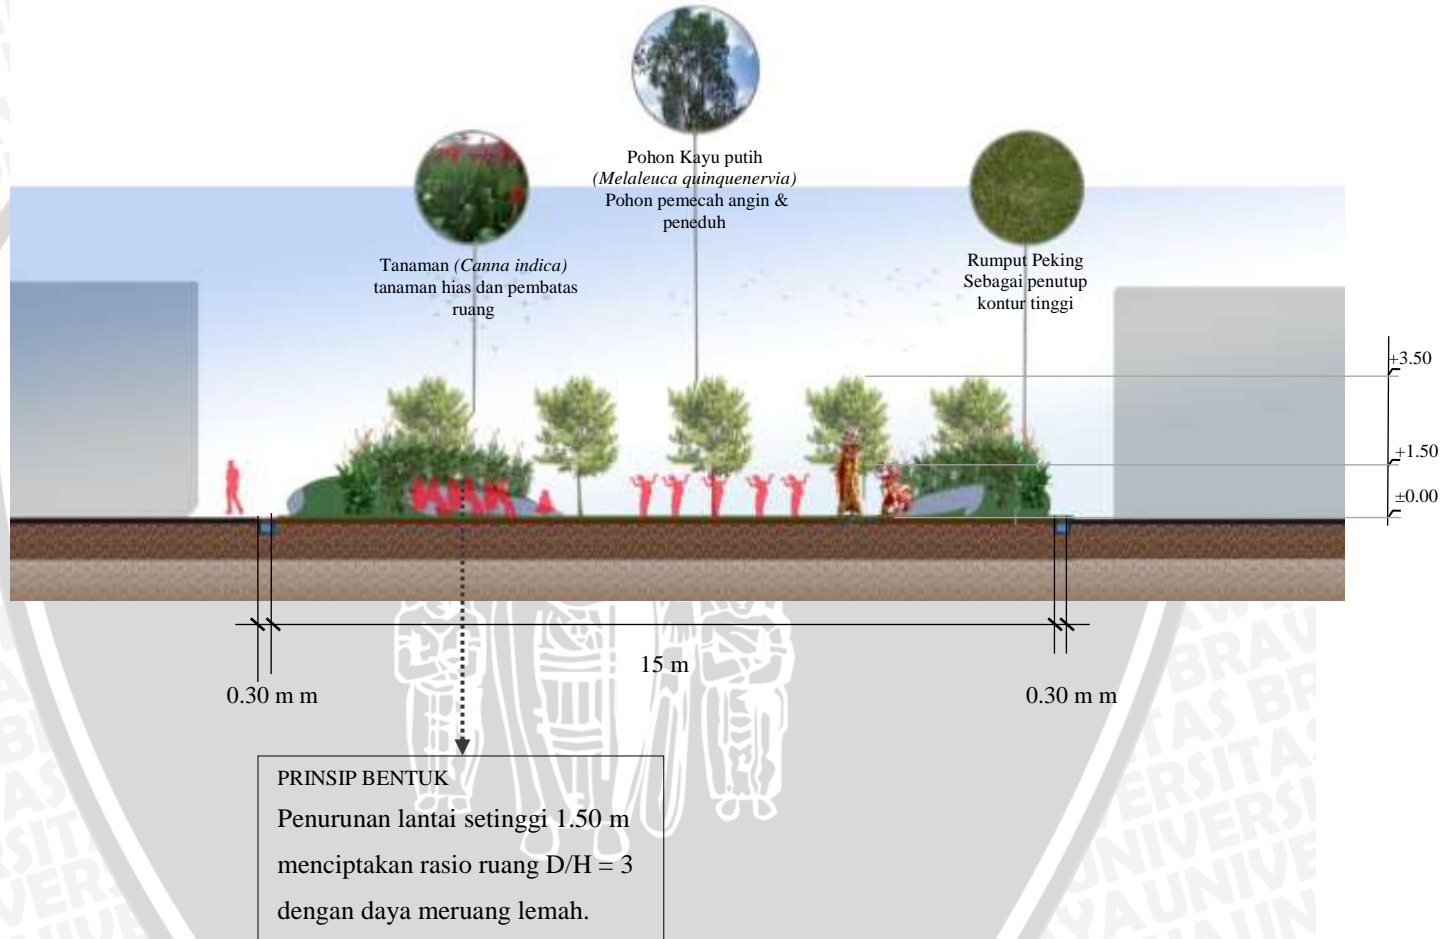 Pohon Kayu putih
(Melaleuca quinquenervia)
Pohon pemecah angin &
peneduh
Tanaman (Canna indica)
tanaman hias dan pembatas
ruang
Rumput Peking
Sebagai penutup
kontur tinggi
+3.50
+1.50
±0.00
15 m
0.30 m m
0.30 m m
PRINSIP BENTUK
Penurunan lantai setinggi 1.50 m
menciptakan rasio ruang D/H = 3
dengan daya meruang lemah.